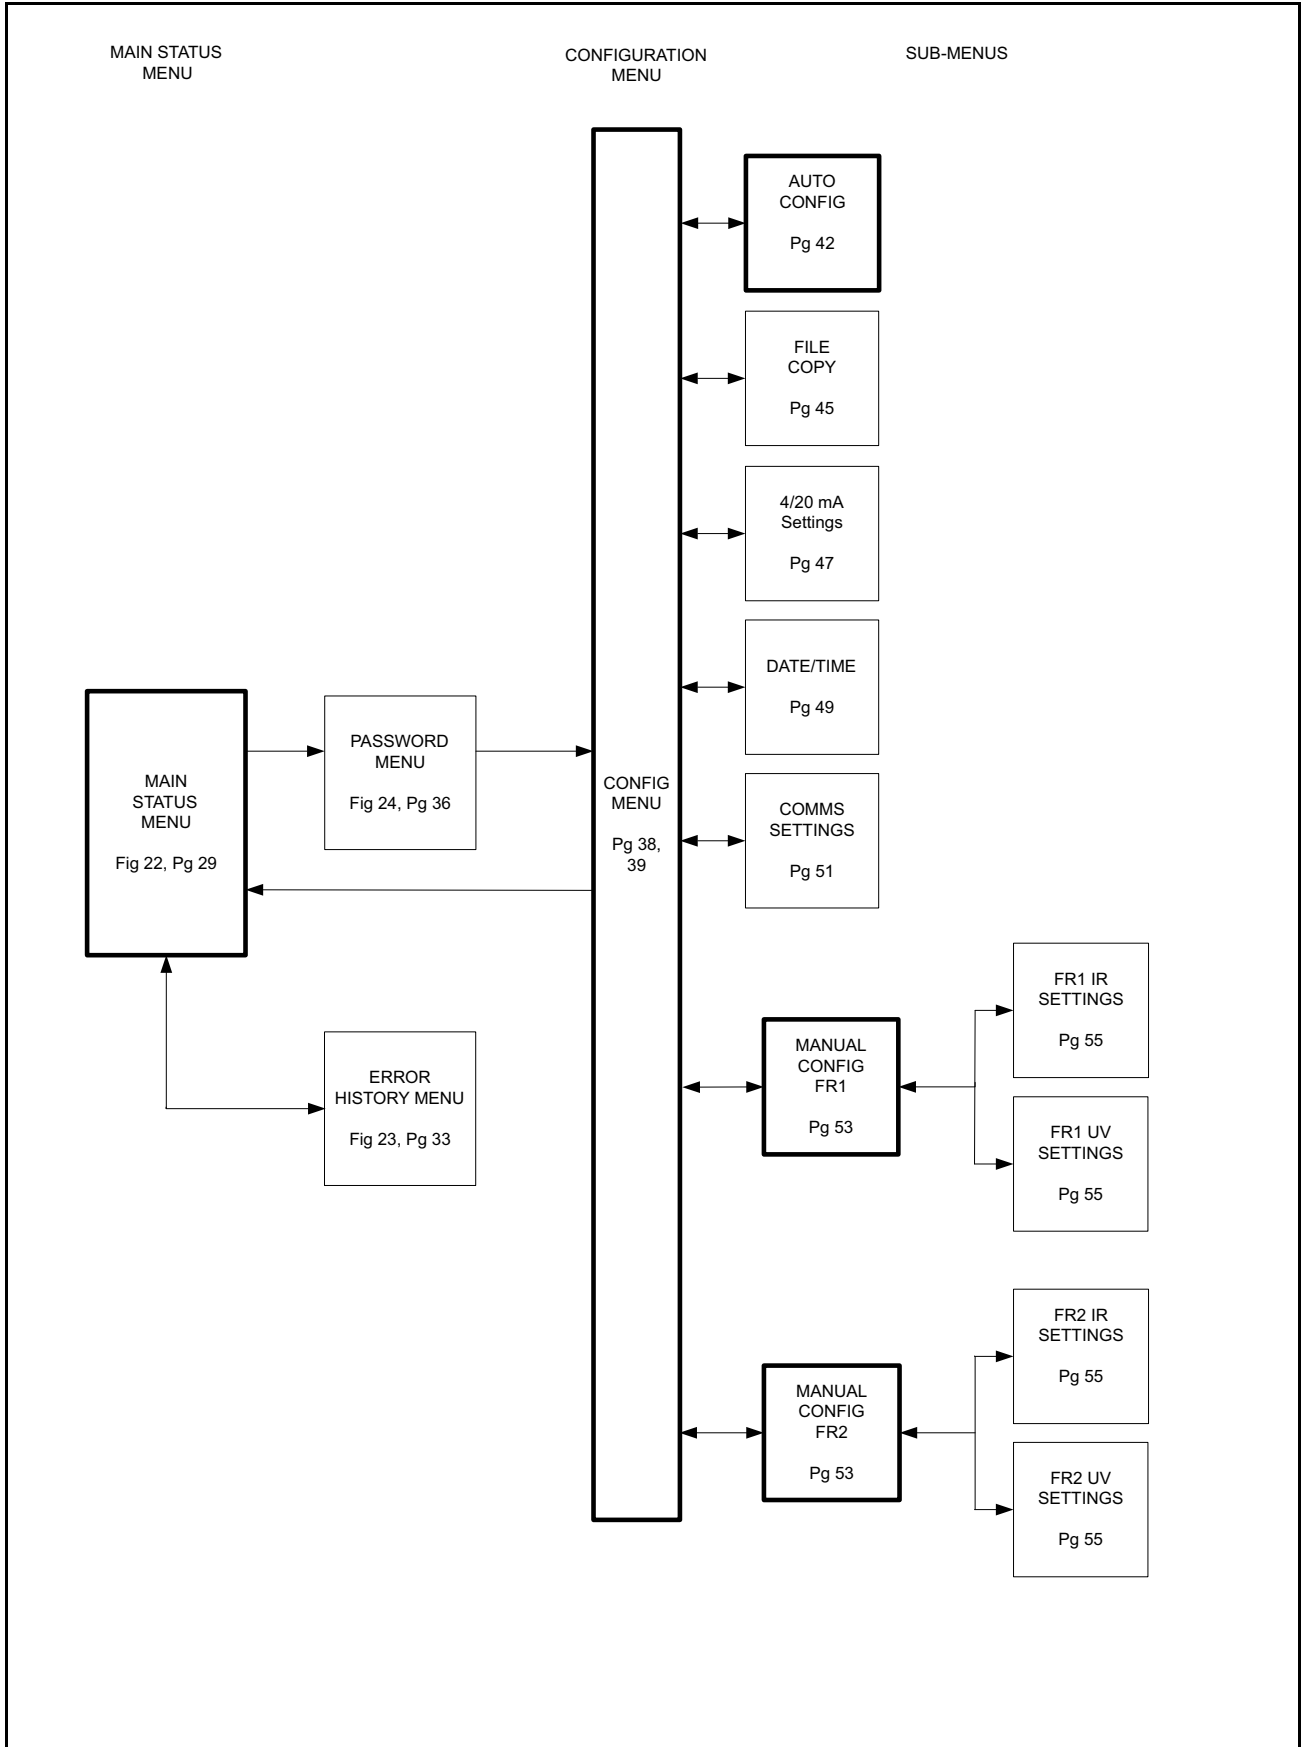 MAIN STATUS
MENU
CONFIGURATION
MENU
SUB-MENUS
AUTO
CONFIG
Pg 42
FILE
COPY
Pg 45
4/20 mA
Settings
Pg 47
DATE/TIME
Pg 49
COMMS
SETTINGS
Pg 51
MAIN
STATUS
MENU
Fig 22, Pg 29
PASSWORD
MENU
Fig 24, Pg 36
CONFIG
MENU
Pg 38,
39
ERROR
HISTORY MENU
Fig 23, Pg 33
MANUAL
CONFIG
FR1
Pg 53
FR1 IR
SETTINGS
Pg 55
FR1 UV
SETTINGS
Pg 55
MANUAL
CONFIG
FR2
Pg 53
FR2 IR
SETTINGS
Pg 55
FR2 UV
SETTINGS
Pg 55